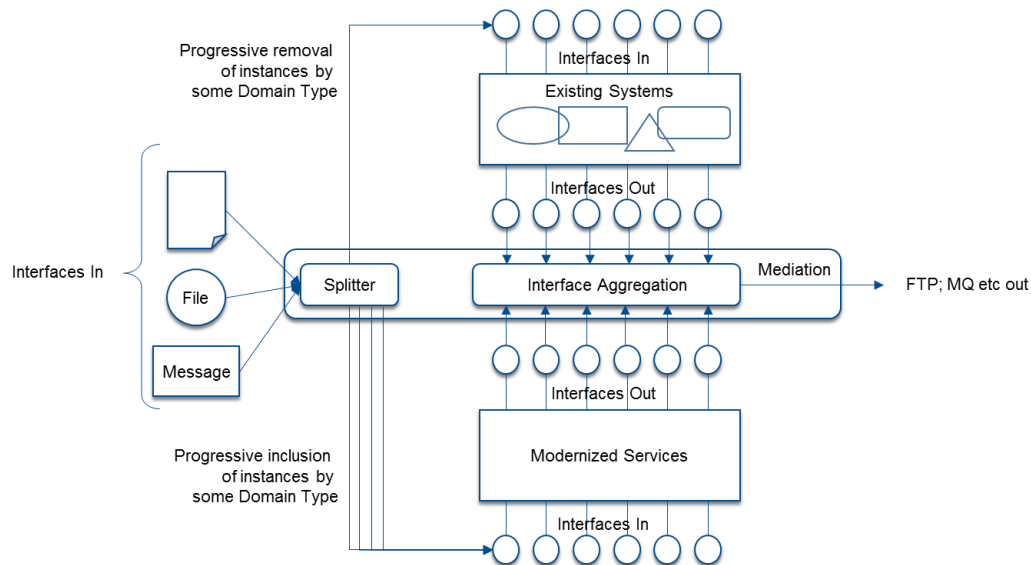 Progressive removal
of instances by
some Domain Type
Interfaces In
Existing Systems
Interfaces Out
Interfaces In
File
Message
Splitter
Interface Aggregation
Mediation
FTP; MQ etc out
Interfaces Out
Progressive inclusion
of instances by
some Domain Type
Modernized Services
Interfaces In